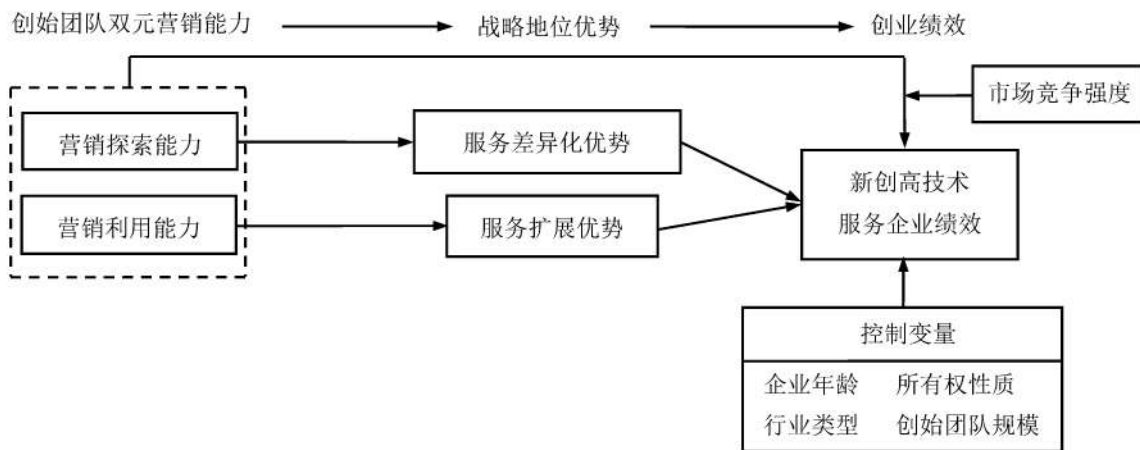 创始团队双元营销能力 战略地位优势 创业绩效
市场竞争强度
营销探索能力 服务差异化优势
新创高技术
服务企业绩效
营销利用能力 服务扩展优势
控制变量
企业年龄 所有权性质
行业类型 创始团队规模